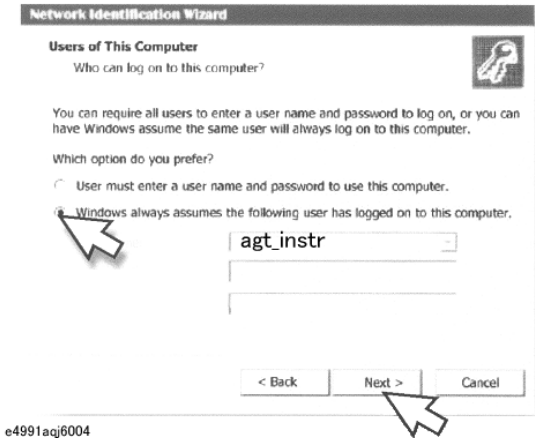 Network Identification Wizard
Users of This Computer
Who can log on to this computer?
You can require all users to enter a user name and password to log on, or you can
have Windows assume the same user will always log on to this computer.
Which option do you prefer?
User must enter a user name and password to use this computer.
Windows always assumes the following user has logged on to this computer.
agt_instr
< Back
Next >
Cancel
e4991aqj6004